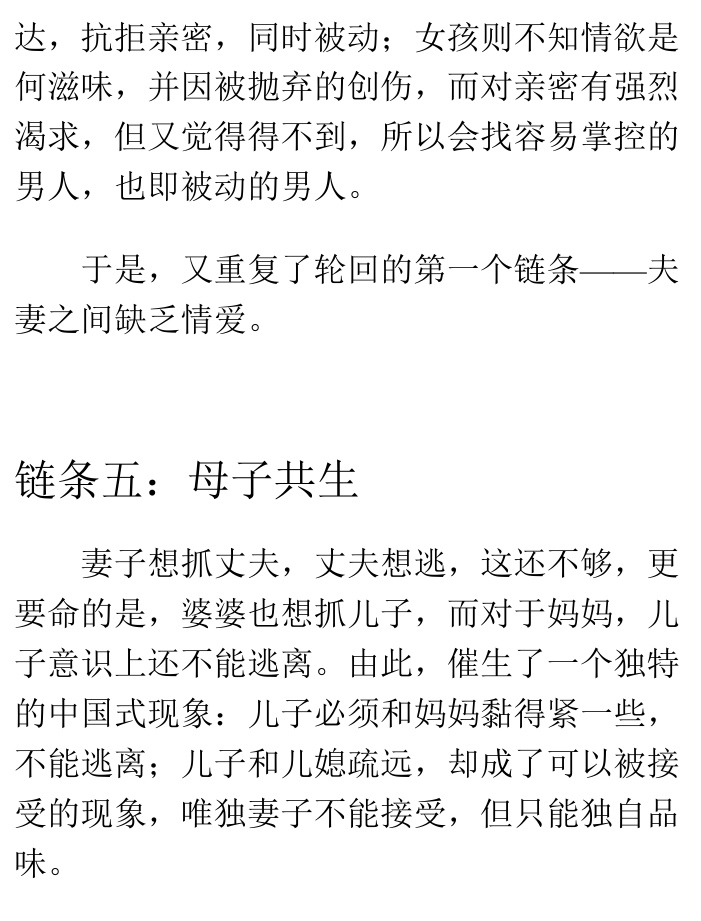 达，抗拒亲密，同时被动；女孩则不知情欲是
何滋味，并因被抛弃的创伤，而对亲密有强烈
渴求，但又觉得得不到，所以会找容易掌控的
男人，也即被动的男人。
于是，又重复了轮回的第一个链条——夫
妻之间缺乏情爱。
链条五：母子共生
妻子想抓丈夫，丈夫想逃，这还不够，更
要命的是，婆婆也想抓儿子，而对于妈妈，儿
子意识上还不能逃离。由此，催生了一个独特
的中国式现象：儿子必须和妈妈黏得紧一些，
不能逃离；儿子和儿媳疏远，却成了可以被接
受的现象，唯独妻子不能接受，但只能独自品
味。